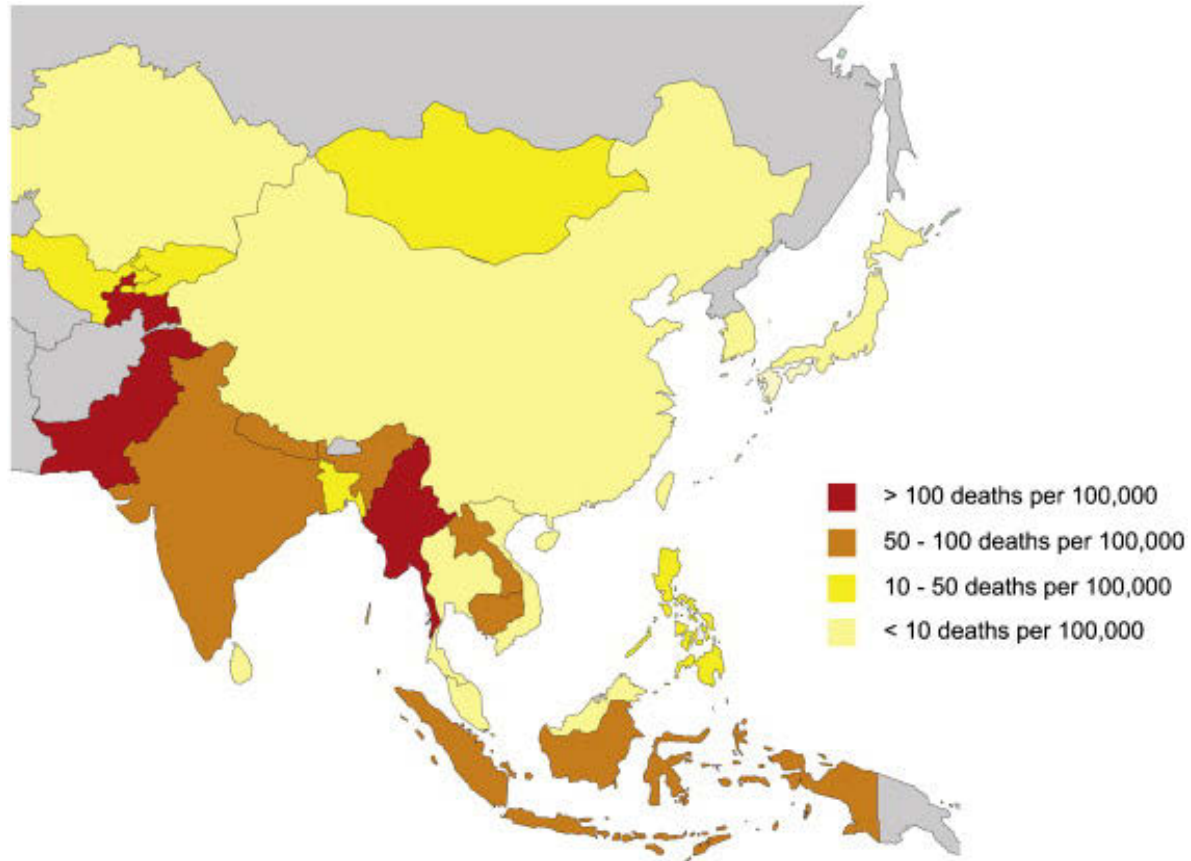 > 100 deaths per 100,000
50 - 100 deaths per 100,000
10 - 50 deaths per 100,000
< 10 deaths per 100,000